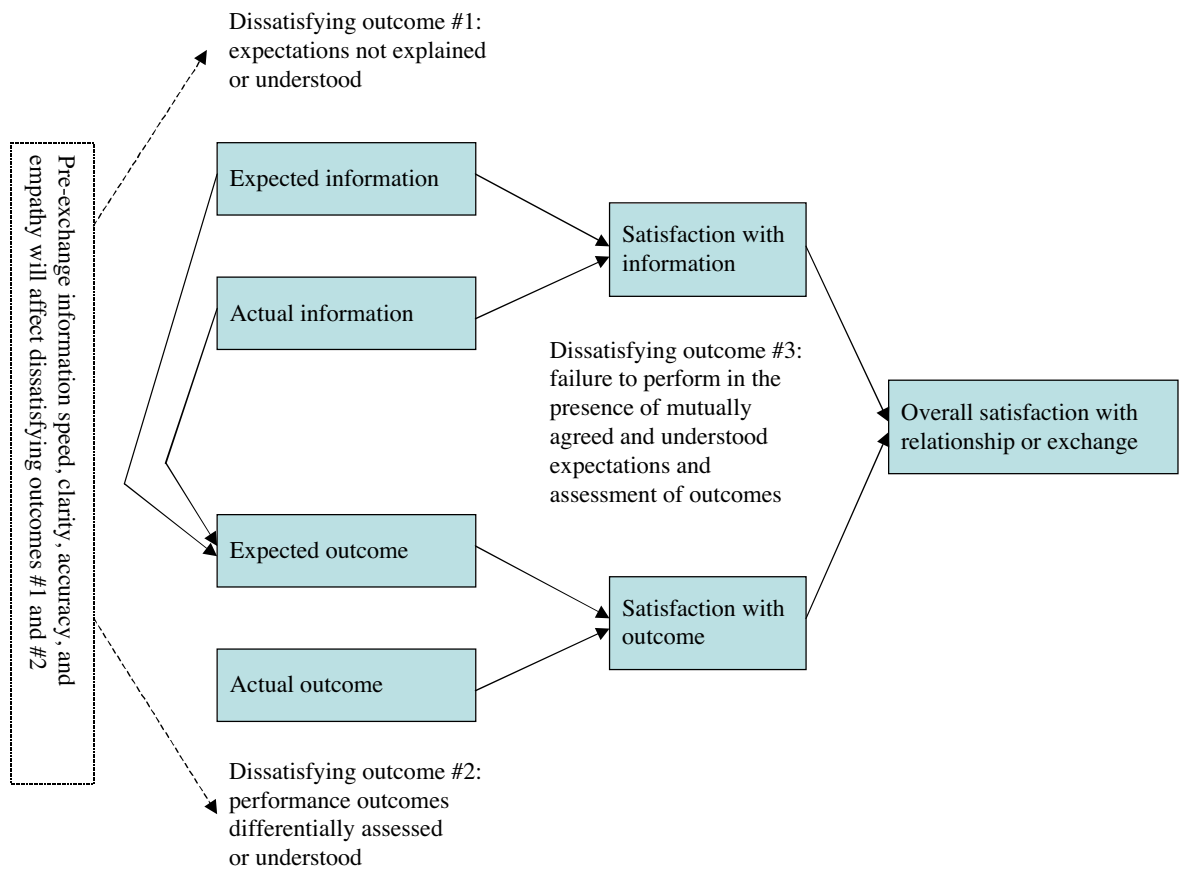 Dissatisfying outcome #1:
expectations not explained
or understood
Pre-exchange information speed, clarity, accuracy, and
empathy will affect dissatisfying outcomes #1 and #2
Expected information
Actual information
Satisfaction with
information
Dissatisfying outcome #3:
failure to perform in the
presence of mutually
agreed and understood
expectations and
assessment of outcomes
Overall satisfaction with
relationship or exchange
Expected outcome
Actual outcome
Satisfaction with
outcome
Dissatisfying outcome #2:
performance outcomes
differentially assessed
or understood